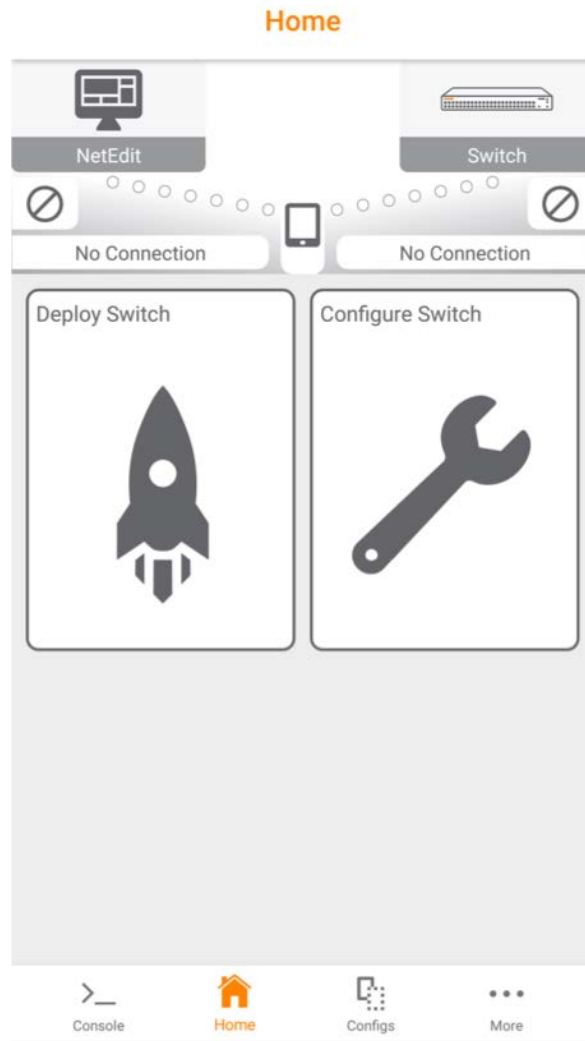 Home
NetEdit
Switch
No Connection
No Connection
Deploy Switch
Configure Switch
Console
Home
Configs
More